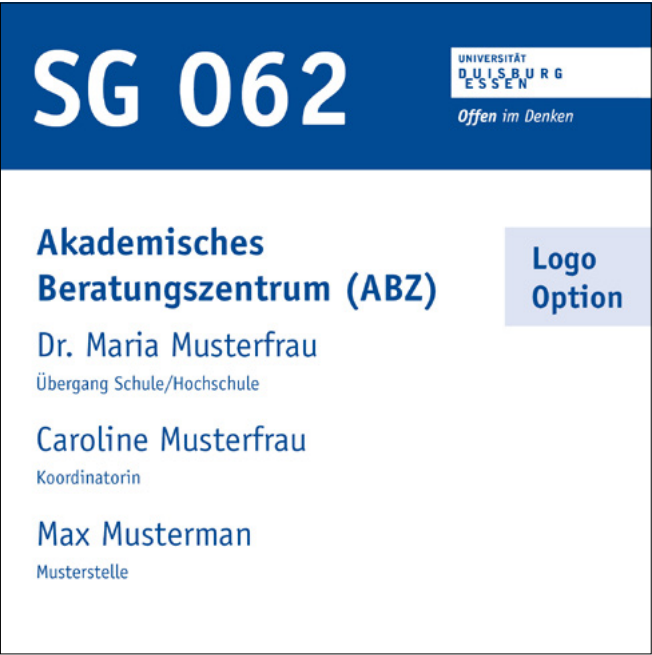 SG 062
UNIVERSITÄT
DUISBURG
ESSEN
Offen im Denken
Akademisches
Beratungszentrum (ABZ)
Logo
Option
Dr. Maria Musterfrau
Übergang Schule/Hochschule
Caroline Musterfrau
Koordinatorin
Max Musterman
Musterstelle